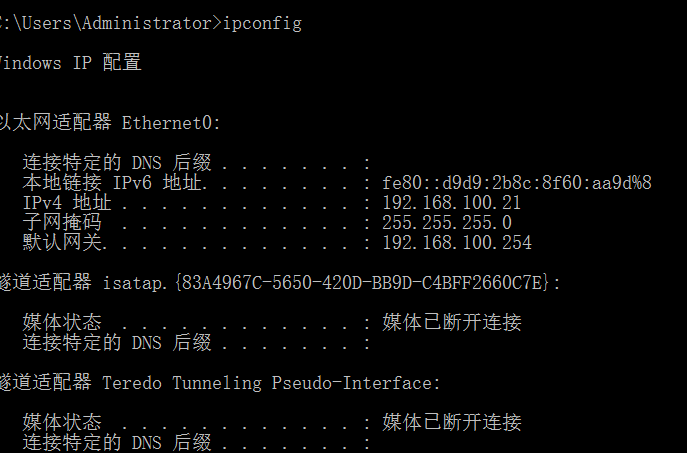 C:\Users\Administrator>ipconfig
Windows IP 配置
以太网适配器 Ethernet0:
连接特定的 DNS 后缀 . . . . . . . :
本地链接 IPv6 地址. . . . . . . . : fe80::d9d9:2b8c:8f60:aa9d%8
IPv4 地址 . . . . . . . . . . . . : 192.168.100.21
子网掩码 . . . . . . . . . . . . : 255.255.255.0
默认网关. . . . . . . . . . . . . : 192.168.100.254
隧道适配器 isatap.{83A4967C-5650-420D-BB9D-C4BFF2660C7E}:
媒体状态 . . . . . . . . . . . . : 媒体已断开连接
连接特定的 DNS 后缀 . . . . . . . :
隧道适配器 Teredo Tunneling Pseudo-Interface:
媒体状态 . . . . . . . . . . . . : 媒体已断开连接
连接特定的 DNS 后缀 . . . . . . . :